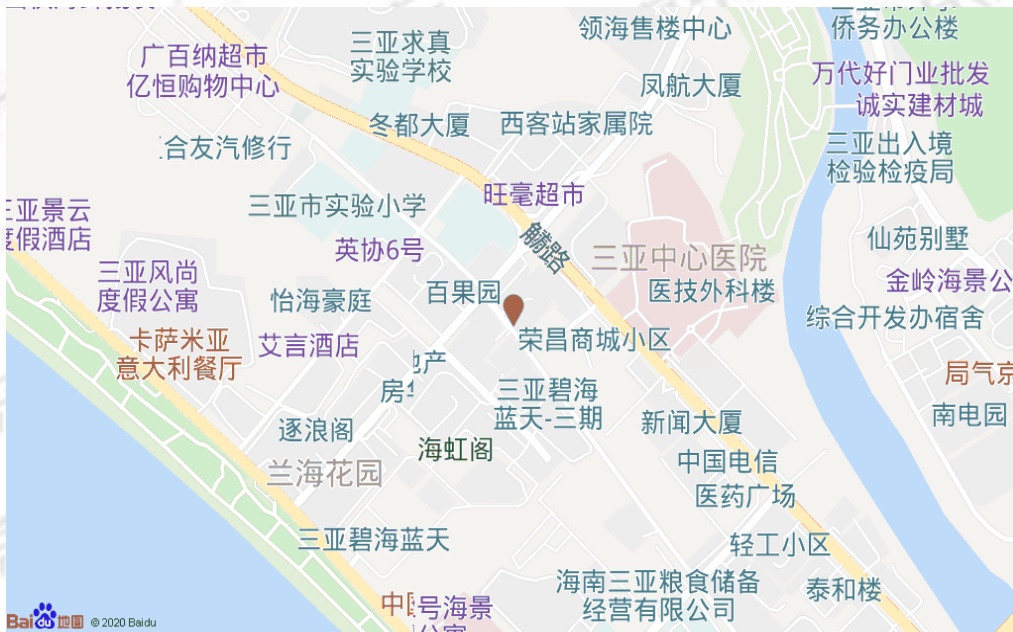 领海售楼中心
侨务办公楼
三亚求真
实验学校
广百纳超市
亿恒购物中心
凤航大厦
万代好门业批发
诚实建材城
冬都大厦
西客站家属院
合友汽修行
三亚出入境
检验检疫局
旺毫超市
三亚市实验小学
三亚景云
度假酒店
英协6号
路
三亚中心医院
仙苑别墅
三亚风尚
度假公寓
怡海豪庭
百果园
医技外科楼
金岭海景公
综合开发办宿舍
卡萨米亚
意大利餐厅
艾言酒店
荣昌商城小区
地产
房
三亚碧海
蓝天-三期
局气京
南电园
逐浪阁
海虹阁
新闻大厦
兰海花园
中国电信
医药广场
三亚碧海蓝天
轻工小区
海南三亚粮食储备
经营有限公司
泰和楼
中国
号海景
公寓
Bai du 地图 © 2020 Baidu